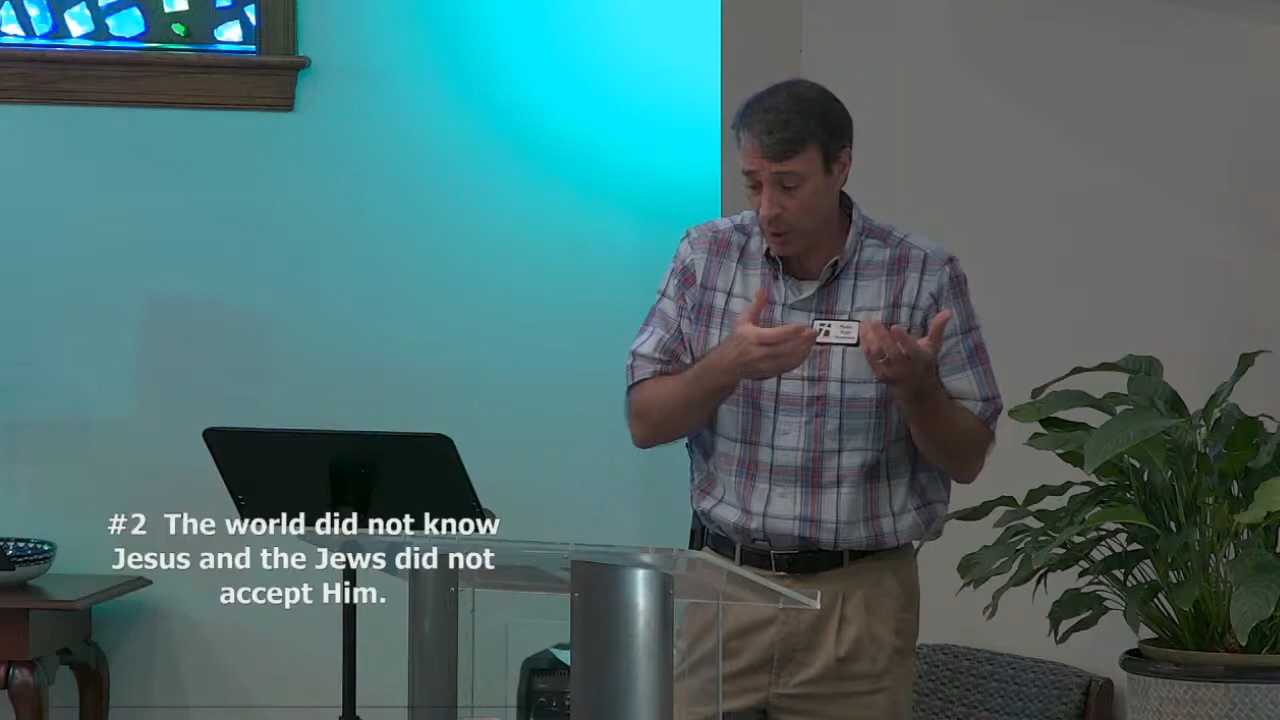 #2  The world did not know
Jesus and the Jews did not
accept Him.